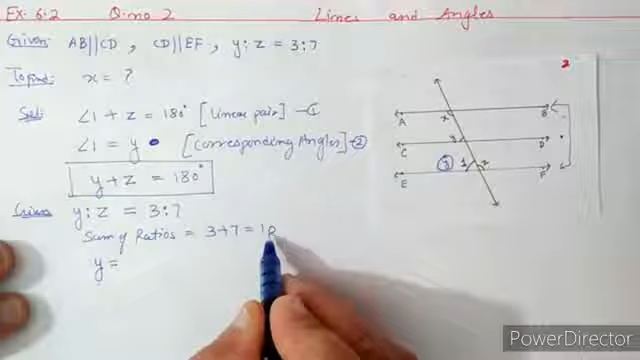 Ex: 6.2 Q.no 2 Lines and Angles
Given: AB||CD, CD||EF, y:z = 3:7
To find: x = ?
Sol: ∠1 + z = 180° [Linear pair] -①
∠1 = y [Corresponding Angles] -②
y + z = 180°
Given y:z = 3:7
Sum of Ratios = 3+7 = 10
y =
2
A x B
C y D
③ 1 z
E F
PowerDirector